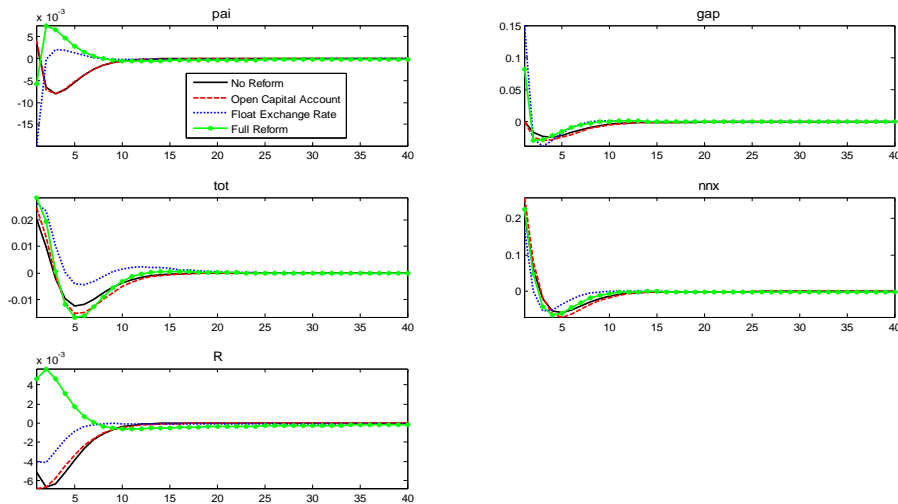 pai
x 10^-3
5
0
-5
-10
-15
No Reform
Open Capital Account
Float Exchange Rate
Full Reform
5 10 15 20 25 30 35 40
gap
0.15
0.1
0.05
0
5 10 15 20 25 30 35 40
tot
0.02
0.01
0
-0.01
5 10 15 20 25 30 35 40
nnx
0.2
0.1
0
5 10 15 20 25 30 35 40
R
x 10^-3
4
2
0
-2
-4
-6
5 10 15 20 25 30 35 40